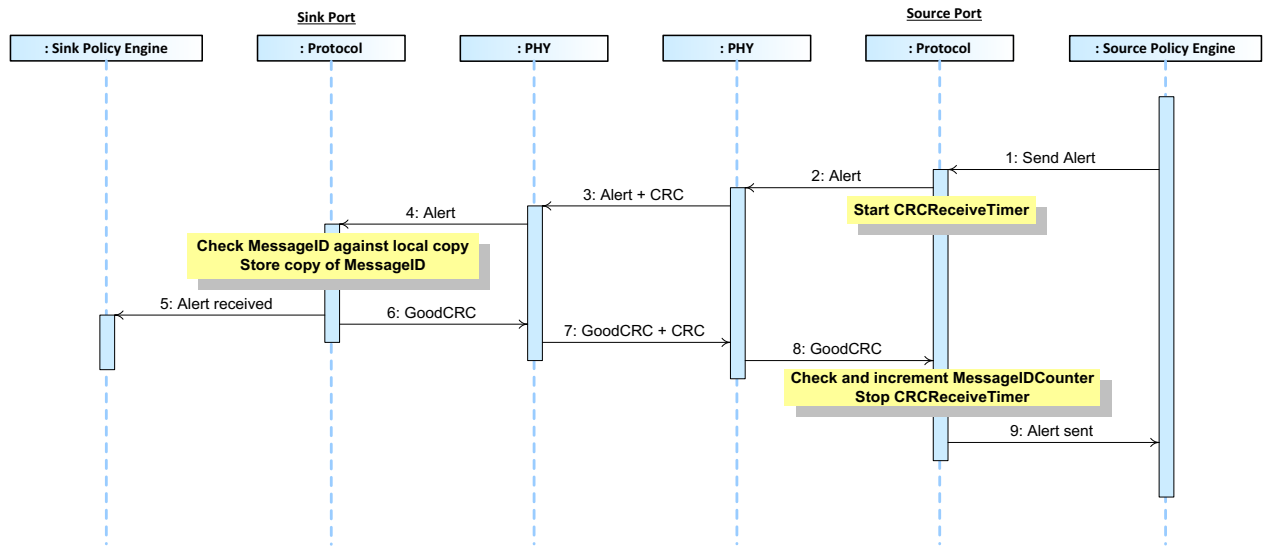 Sink Port
Source Port
: Sink Policy Engine
: Protocol
: PHY
: PHY
: Protocol
: Source Policy Engine
1: Send Alert
2: Alert
3: Alert + CRC
Start CRCReceiveTimer
4: Alert
Check MessageID against local copy
Store copy of MessageID
5: Alert received
6: GoodCRC
7: GoodCRC + CRC
8: GoodCRC
Check and increment MessageIDCounter
Stop CRCReceiveTimer
9: Alert sent